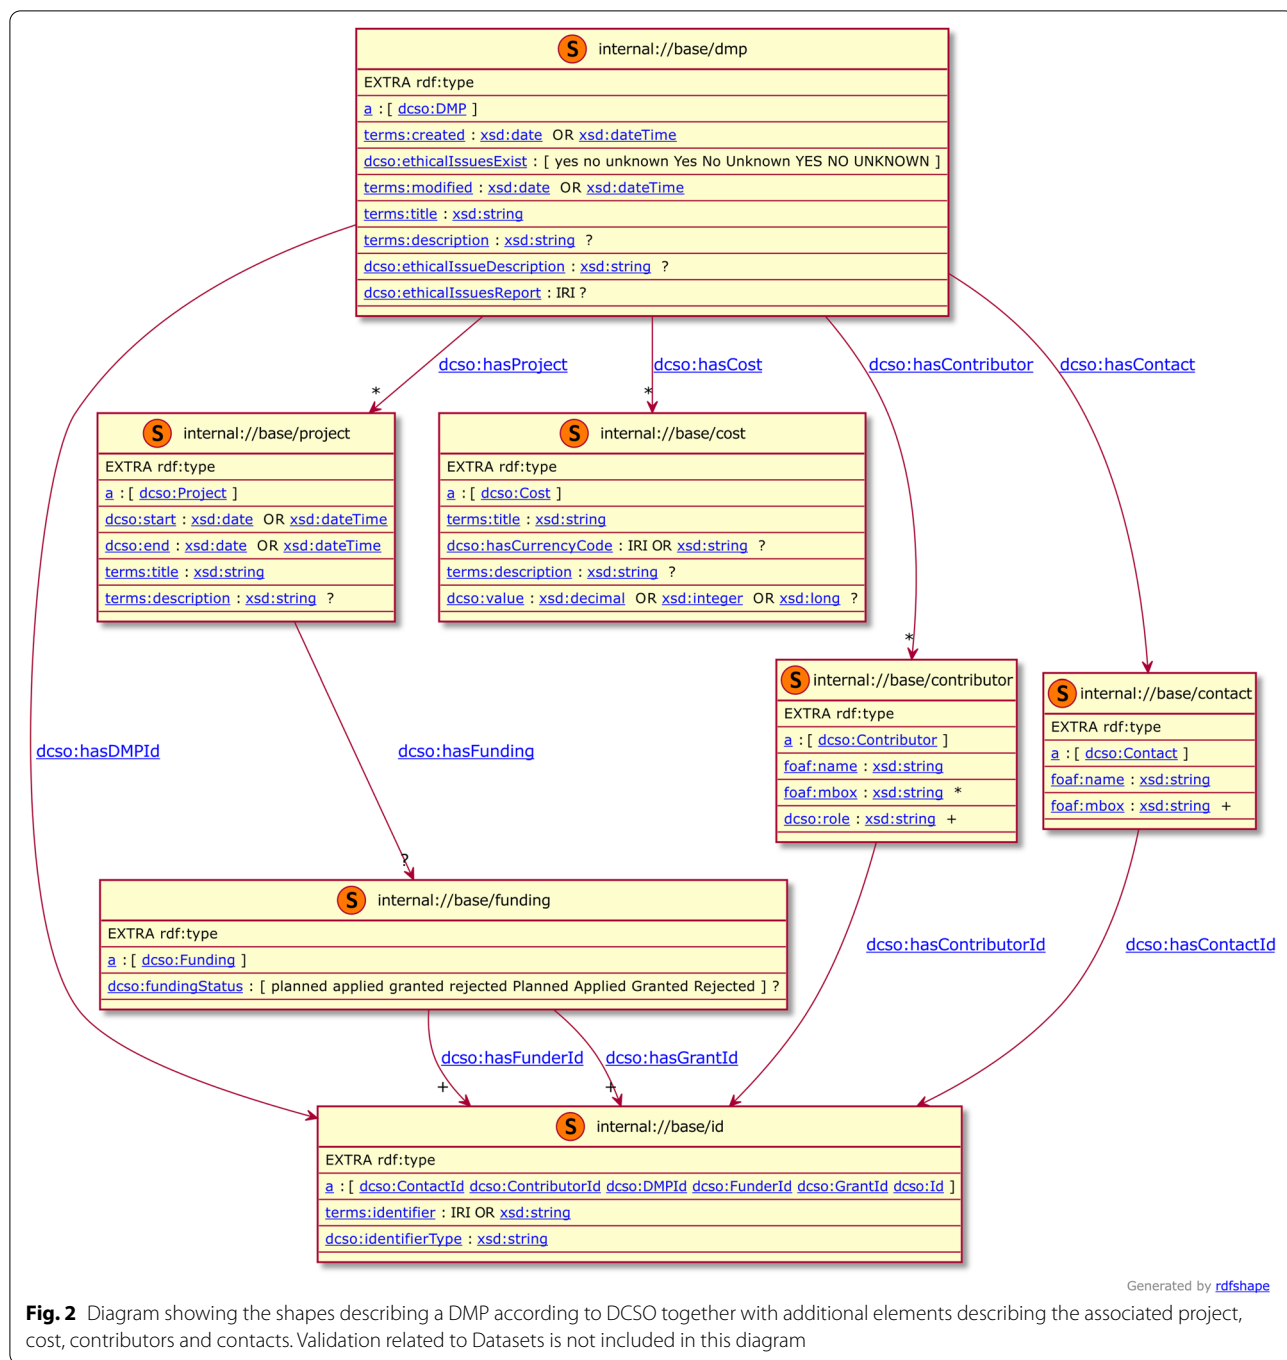 S internal://base/dmp
EXTRA rdf:type
a : [ dcso:DMP ]
terms:created : xsd:date OR xsd:dateTime
dcso:ethicalIssuesExist : [ yes no unknown Yes No Unknown YES NO UNKNOWN ]
terms:modified : xsd:date OR xsd:dateTime
terms:title : xsd:string
terms:description : xsd:string ?
dcso:ethicalIssueDescription : xsd:string ?
dcso:ethicalIssuesReport : IRI ?
dcso:hasProject
dcso:hasCost
dcso:hasContributor
dcso:hasContact
*
*
S internal://base/project
EXTRA rdf:type
a : [ dcso:Project ]
dcso:start : xsd:date OR xsd:dateTime
dcso:end : xsd:date OR xsd:dateTime
terms:title : xsd:string
terms:description : xsd:string ?
S internal://base/cost
EXTRA rdf:type
a : [ dcso:Cost ]
terms:title : xsd:string
dcso:hasCurrencyCode : IRI OR xsd:string ?
terms:description : xsd:string ?
dcso:value : xsd:decimal OR xsd:integer OR xsd:long ?
*
S internal://base/contributor
EXTRA rdf:type
a : [ dcso:Contributor ]
foaf:name : xsd:string
foaf:mbox : xsd:string *
dcso:role : xsd:string +
S internal://base/contact
EXTRA rdf:type
a : [ dcso:Contact ]
foaf:name : xsd:string
foaf:mbox : xsd:string +
dcso:hasDMPId
dcso:hasFunding
?
S internal://base/funding
EXTRA rdf:type
a : [ dcso:Funding ]
dcso:fundingStatus : [ planned applied granted rejected Planned Applied Granted Rejected ] ?
dcso:hasContributorId
dcso:hasContactId
dcso:hasFunderId
dcso:hasGrantId
+
+
S internal://base/id
EXTRA rdf:type
a : [ dcso:ContactId dcso:ContributorId dcso:DMPId dcso:FunderId dcso:GrantId dcso:Id ]
terms:identifier : IRI OR xsd:string
dcso:identifierType : xsd:string
Generated by rdfshape
Fig. 2 Diagram showing the shapes describing a DMP according to DCSO together with additional elements describing the associated project,
cost, contributors and contacts. Validation related to Datasets is not included in this diagram